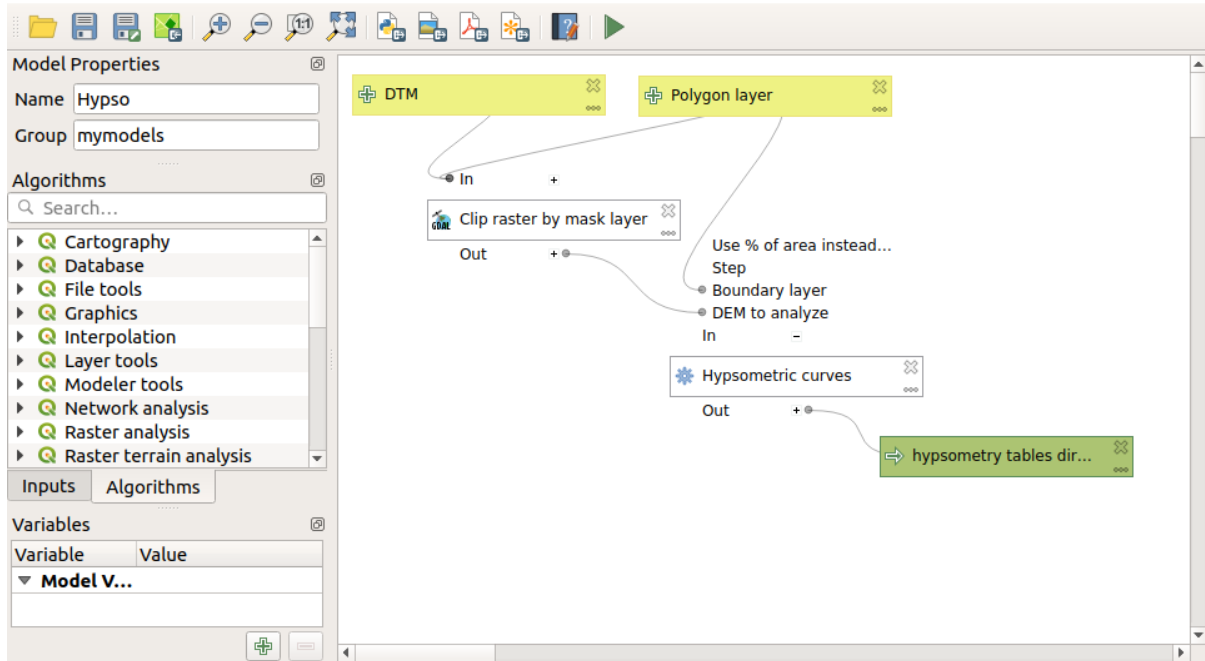 1:1
Model Properties
Name Hypso
Group mymodels
Algorithms
Search...
Cartography
Database
File tools
Graphics
Interpolation
Layer tools
Modeler tools
Network analysis
Raster analysis
Raster terrain analysis
Inputs Algorithms
Variables
Variable Value
Model V...
DTM
Polygon layer
In
GDAL Clip raster by mask layer
Out
Use % of area instead...
Step
Boundary layer
DEM to analyze
In
Hypsometric curves
Out
hypsometry tables dir...